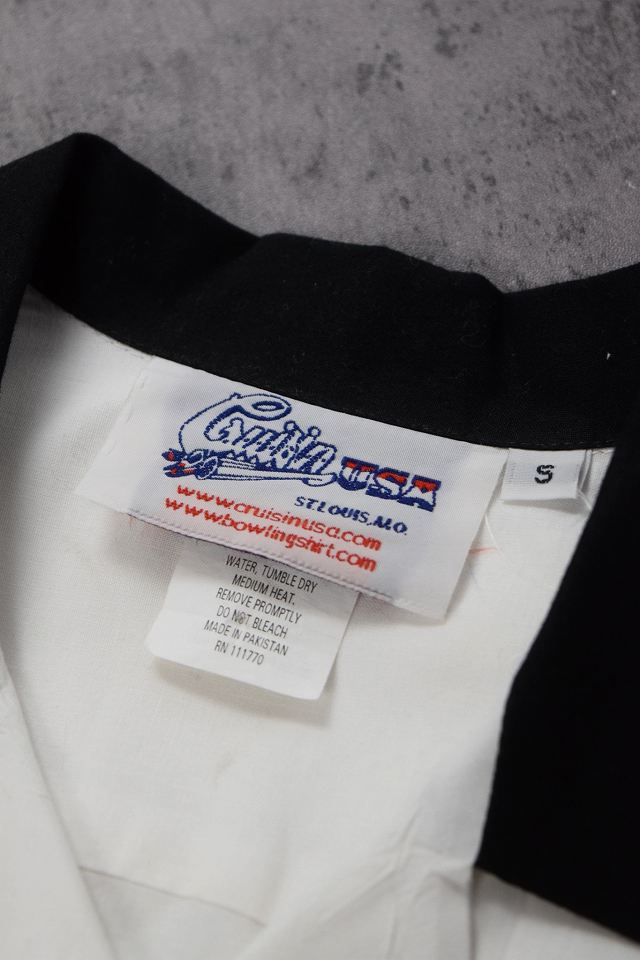 Cruisin USA
ST.LOUIS, MO.
www.cruisinusa.com
www.bowlingshirt.com
S
WATER, TUMBLE DRY
MEDIUM HEAT.
REMOVE PROMPTLY
DO NOT BLEACH
MADE IN PAKISTAN
RN 111770